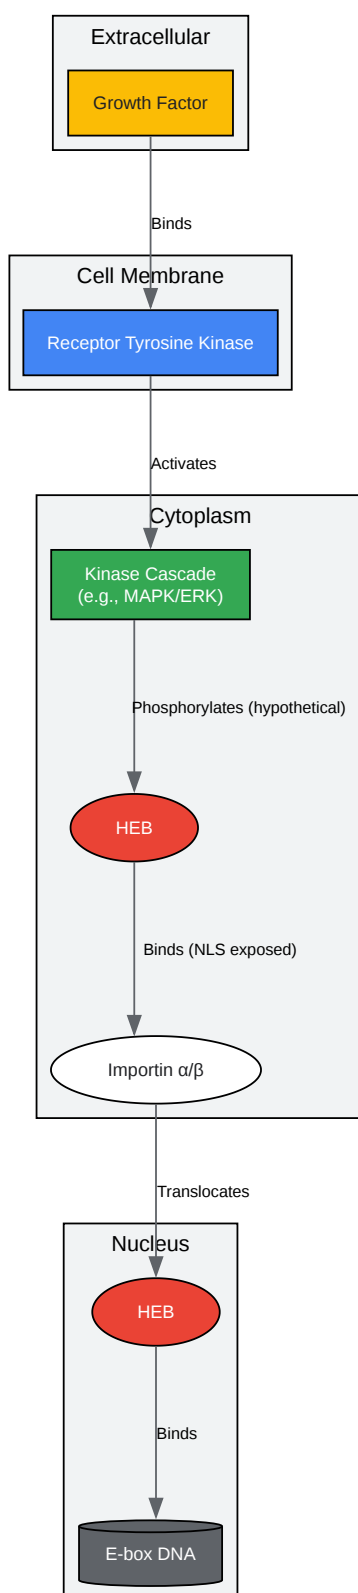 Extracellular
Growth Factor
Binds
Cell Membrane
Receptor Tyrosine Kinase
Activates
Cytoplasm
Kinase Cascade
(e.g., MAPK/ERK)
Phosphorylates (hypothetical)
HEB
Binds (NLS exposed)
Importin α/β
Translocates
Nucleus
HEB
Binds
E-box DNA